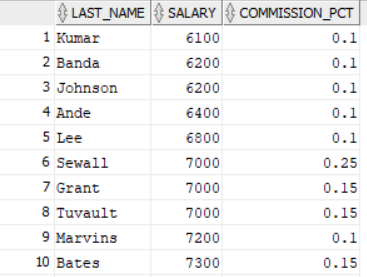 LAST_NAME SALARY COMMISSION_PCT
1 Kumar 6100 0.1
2 Banda 6200 0.1
3 Johnson 6200 0.1
4 Ande 6400 0.1
5 Lee 6800 0.1
6 Sewall 7000 0.25
7 Grant 7000 0.15
8 Tuvault 7000 0.15
9 Marvins 7200 0.1
10 Bates 7300 0.15